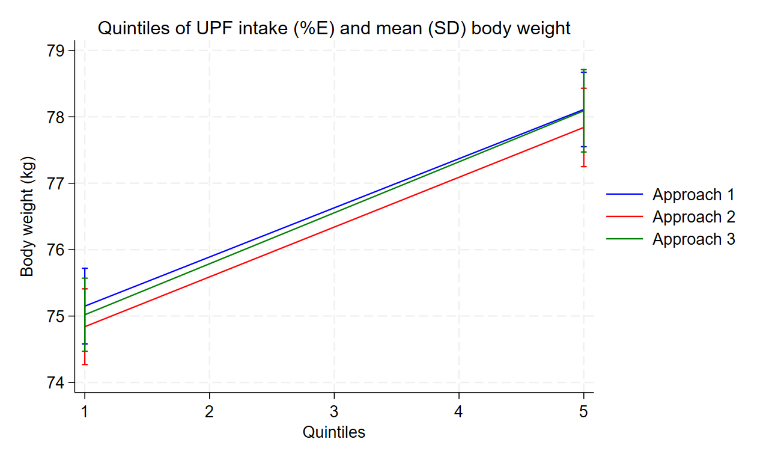 Quintiles of UPF intake (%E) and mean (SD) body weight
79
78
77
76
75
74
Body weight (kg)
1 2 3 4 5
Quintiles
Approach 1
Approach 2
Approach 3